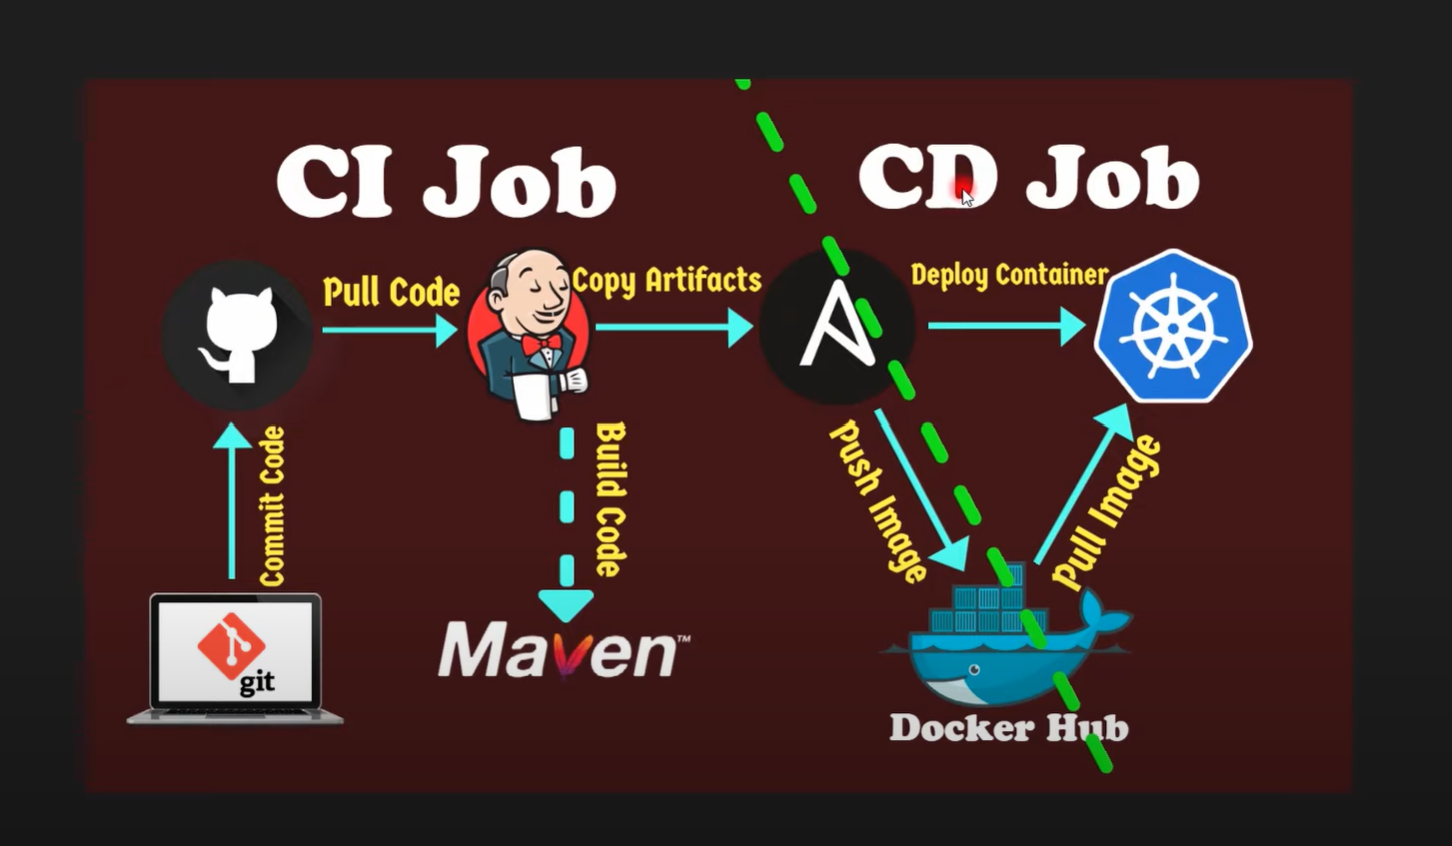 CI Job
CD Job
Pull Code
Copy Artifacts
Deploy Container
Commit Code
Build Code
Push Image
Pull Image
git
Maven™
Docker Hub